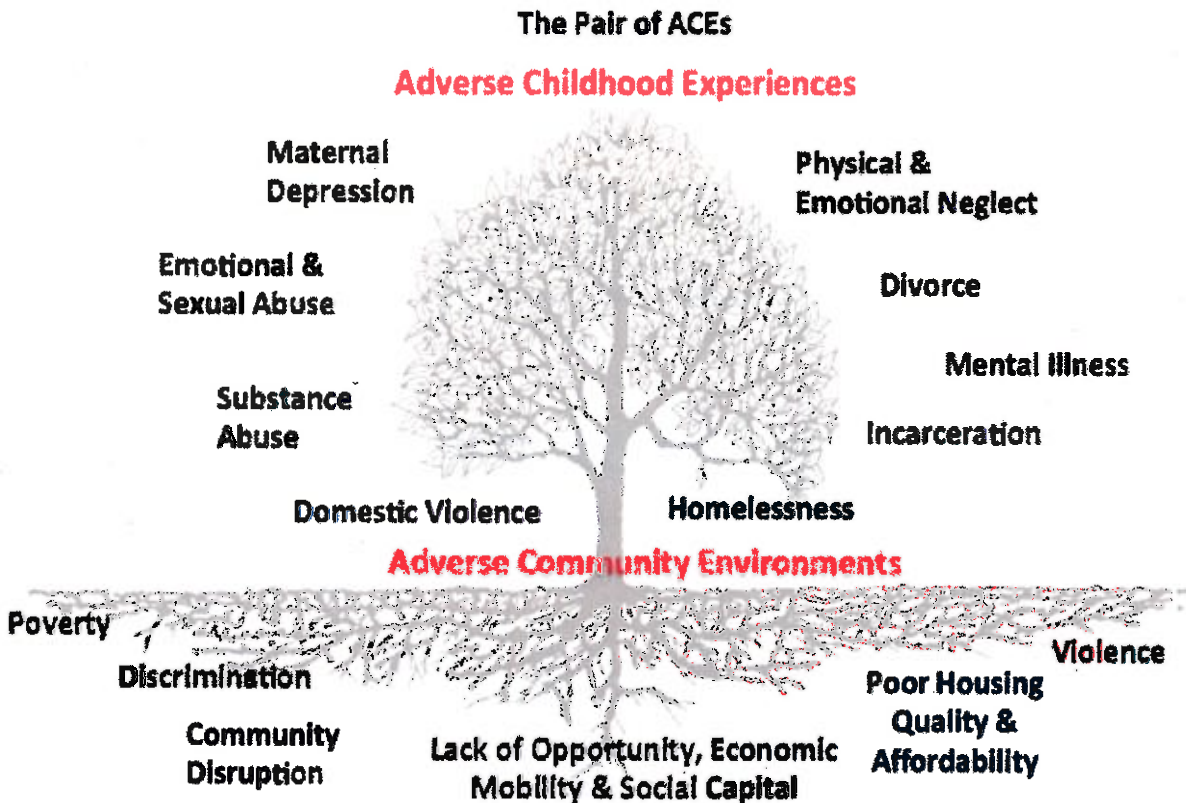 The Pair of ACEs
Adverse Childhood Experiences
Maternal
Depression
Physical &
Emotional Neglect
Emotional &
Sexual Abuse
Divorce
Mental Illness
Substance
Abuse
Incarceration
Domestic Violence
Homelessness
Adverse Community Environments
Poverty
Violence
Discrimination
Poor Housing
Quality &
Affordability
Community
Disruption
Lack of Opportunity, Economic
Mobility & Social Capital